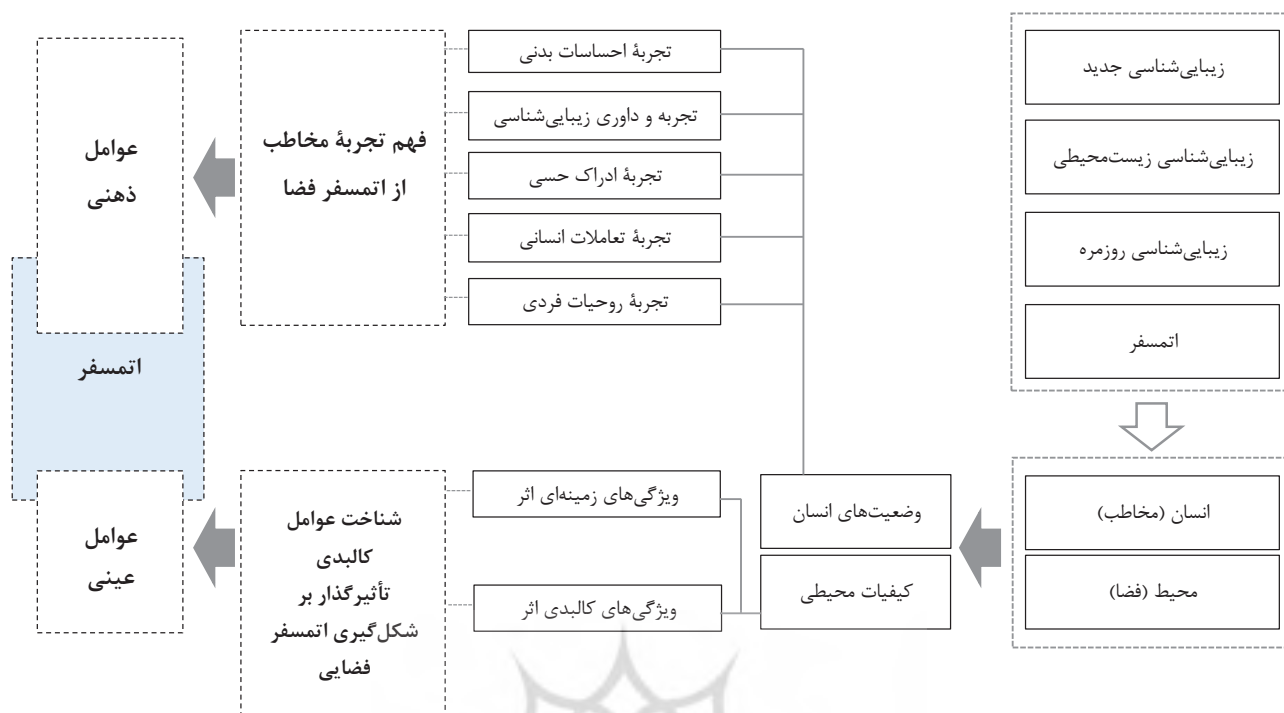 زیبایی‌شناسی جدید
زیبایی‌شناسی زیست‌محیطی
زیبایی‌شناسی روزمره
اتمسفر
انسان (مخاطب)
محیط (فضا)
وضعیت‌های انسان
کیفیات محیطی
تجربهٔ احساسات بدنی
تجربه و داوری زیبایی‌شناسی
تجربهٔ ادراک حسی
تجربهٔ تعاملات انسانی
تجربهٔ روحیات فردی
ویژگی‌های زمینه‌ای اثر
ویژگی‌های کالبدی اثر
فهم تجربهٔ مخاطب
از اتمسفر فضا
شناخت عوامل
کالبدی
تأثیرگذار بر
شکل‌گیری اتمسفر
فضایی
عوامل
ذهنی
اتمسفر
عوامل
عینی